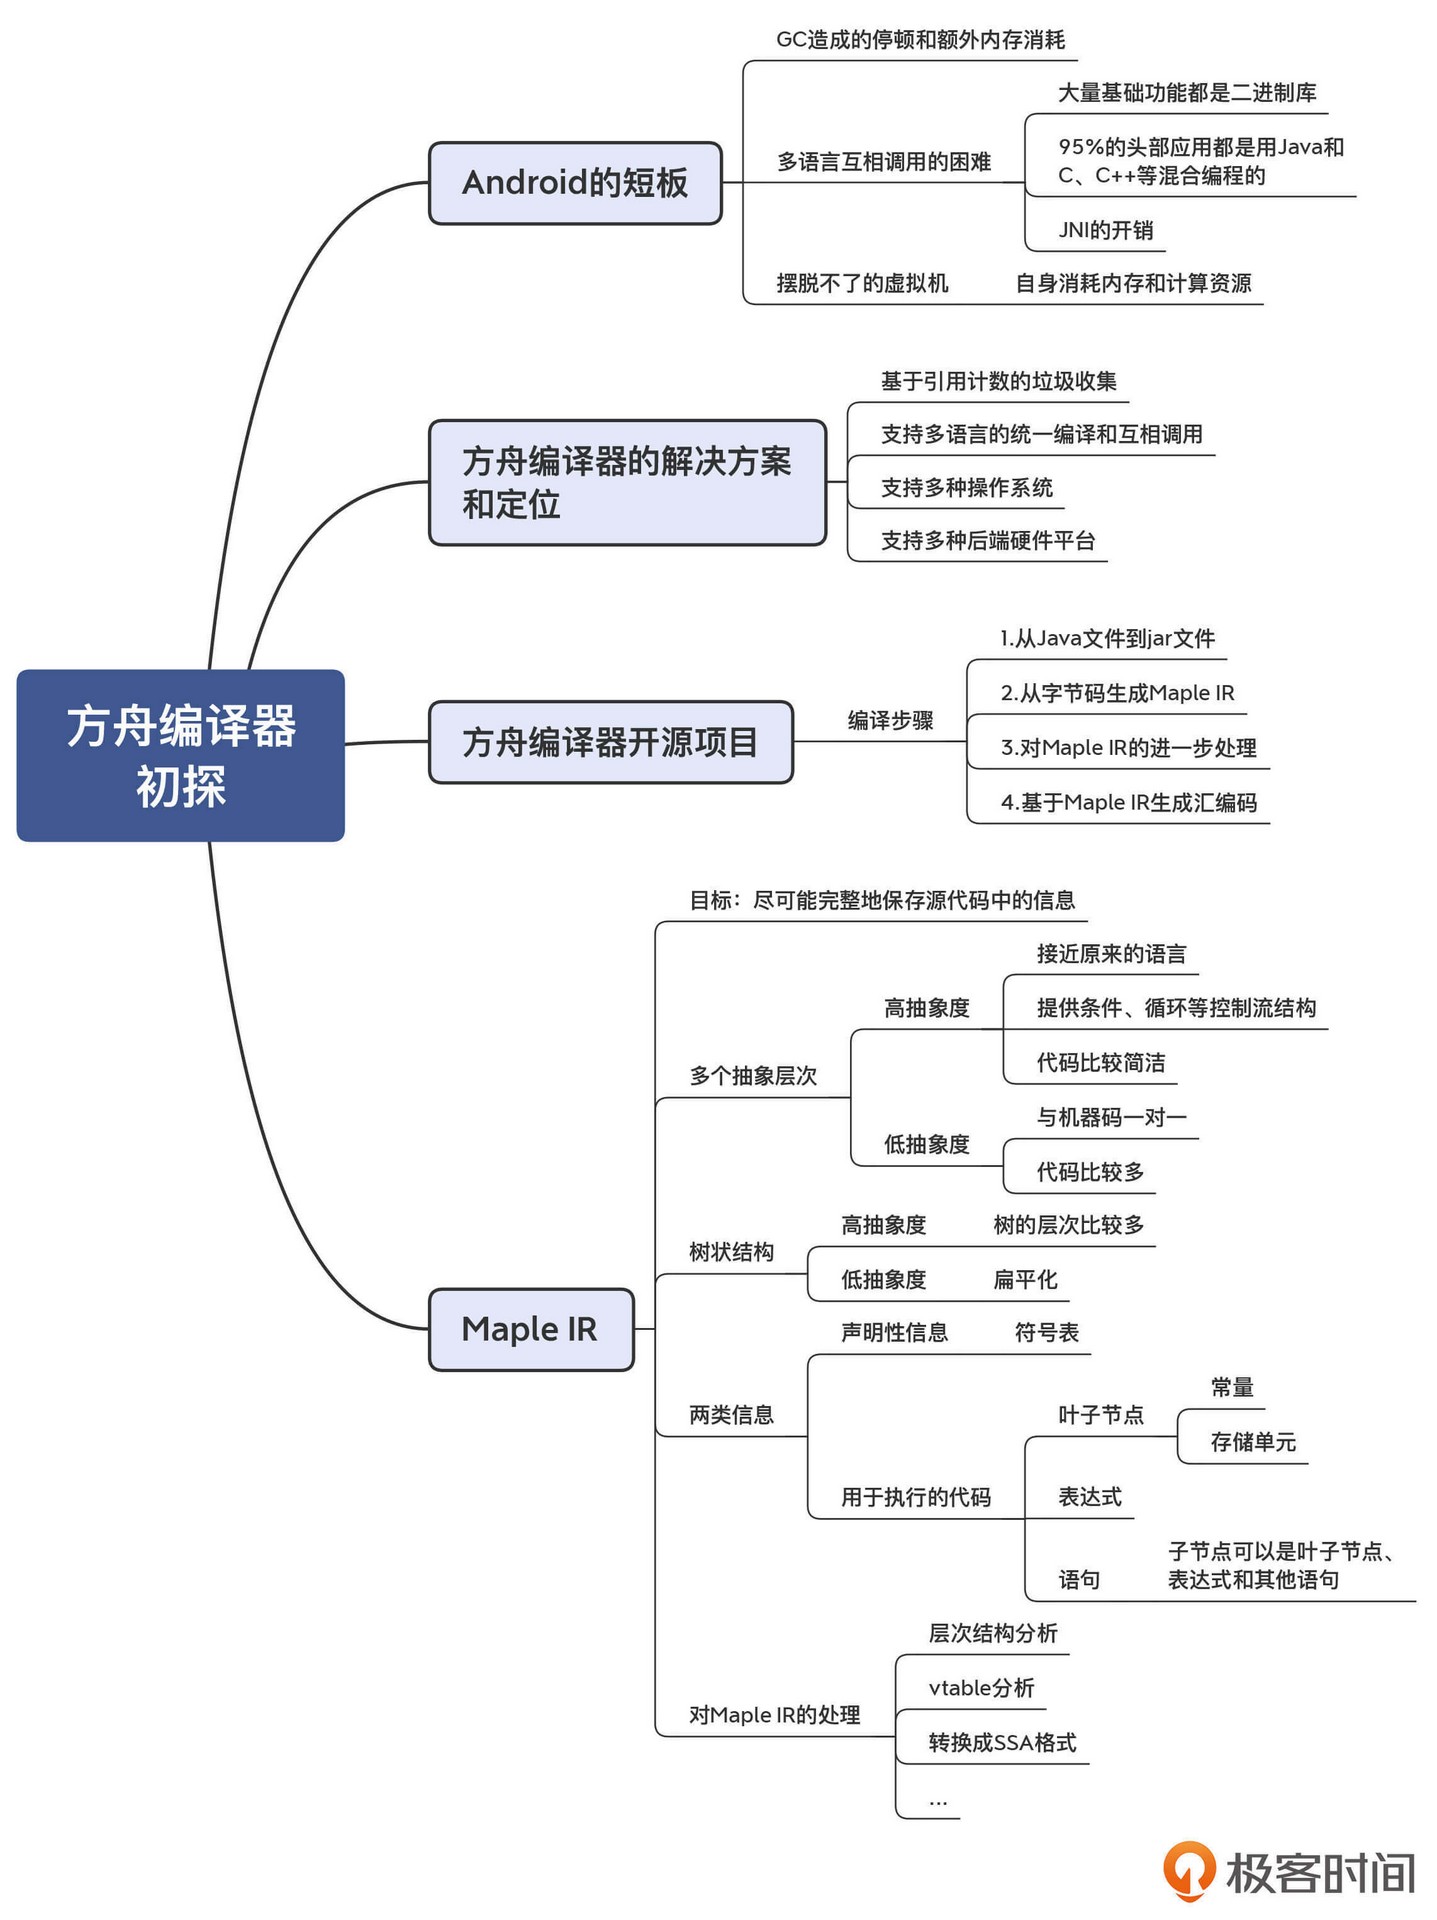 GC造成的停顿和额外内存消耗
大量基础功能都是二进制库
95%的头部应用都是用Java和
C、C++等混合编程的
多语言互相调用的困难
JNI的开销
Android的短板
摆脱不了的虚拟机
自身消耗内存和计算资源
基于引用计数的垃圾收集
支持多语言的统一编译和互相调用
方舟编译器的解决方案
和定位
支持多种操作系统
支持多种后端硬件平台
1.从Java文件到jar文件
2.从字节码生成Maple IR
编译步骤
3.对Maple IR的进一步处理
4.基于Maple IR生成汇编码
方舟编译器开源项目
方舟编译器
初探
目标：尽可能完整地保存源代码中的信息
接近原来的语言
高抽象度
提供条件、循环等控制流结构
代码比较简洁
多个抽象层次
与机器码一对一
低抽象度
代码比较多
高抽象度
树的层次比较多
树状结构
低抽象度
扁平化
Maple IR
声明性信息
符号表
两类信息
常量
叶子节点
存储单元
用于执行的代码
表达式
语句
子节点可以是叶子节点、
表达式和其他语句
层次结构分析
vtable分析
对Maple IR的处理
转换成SSA格式
...
极客时间